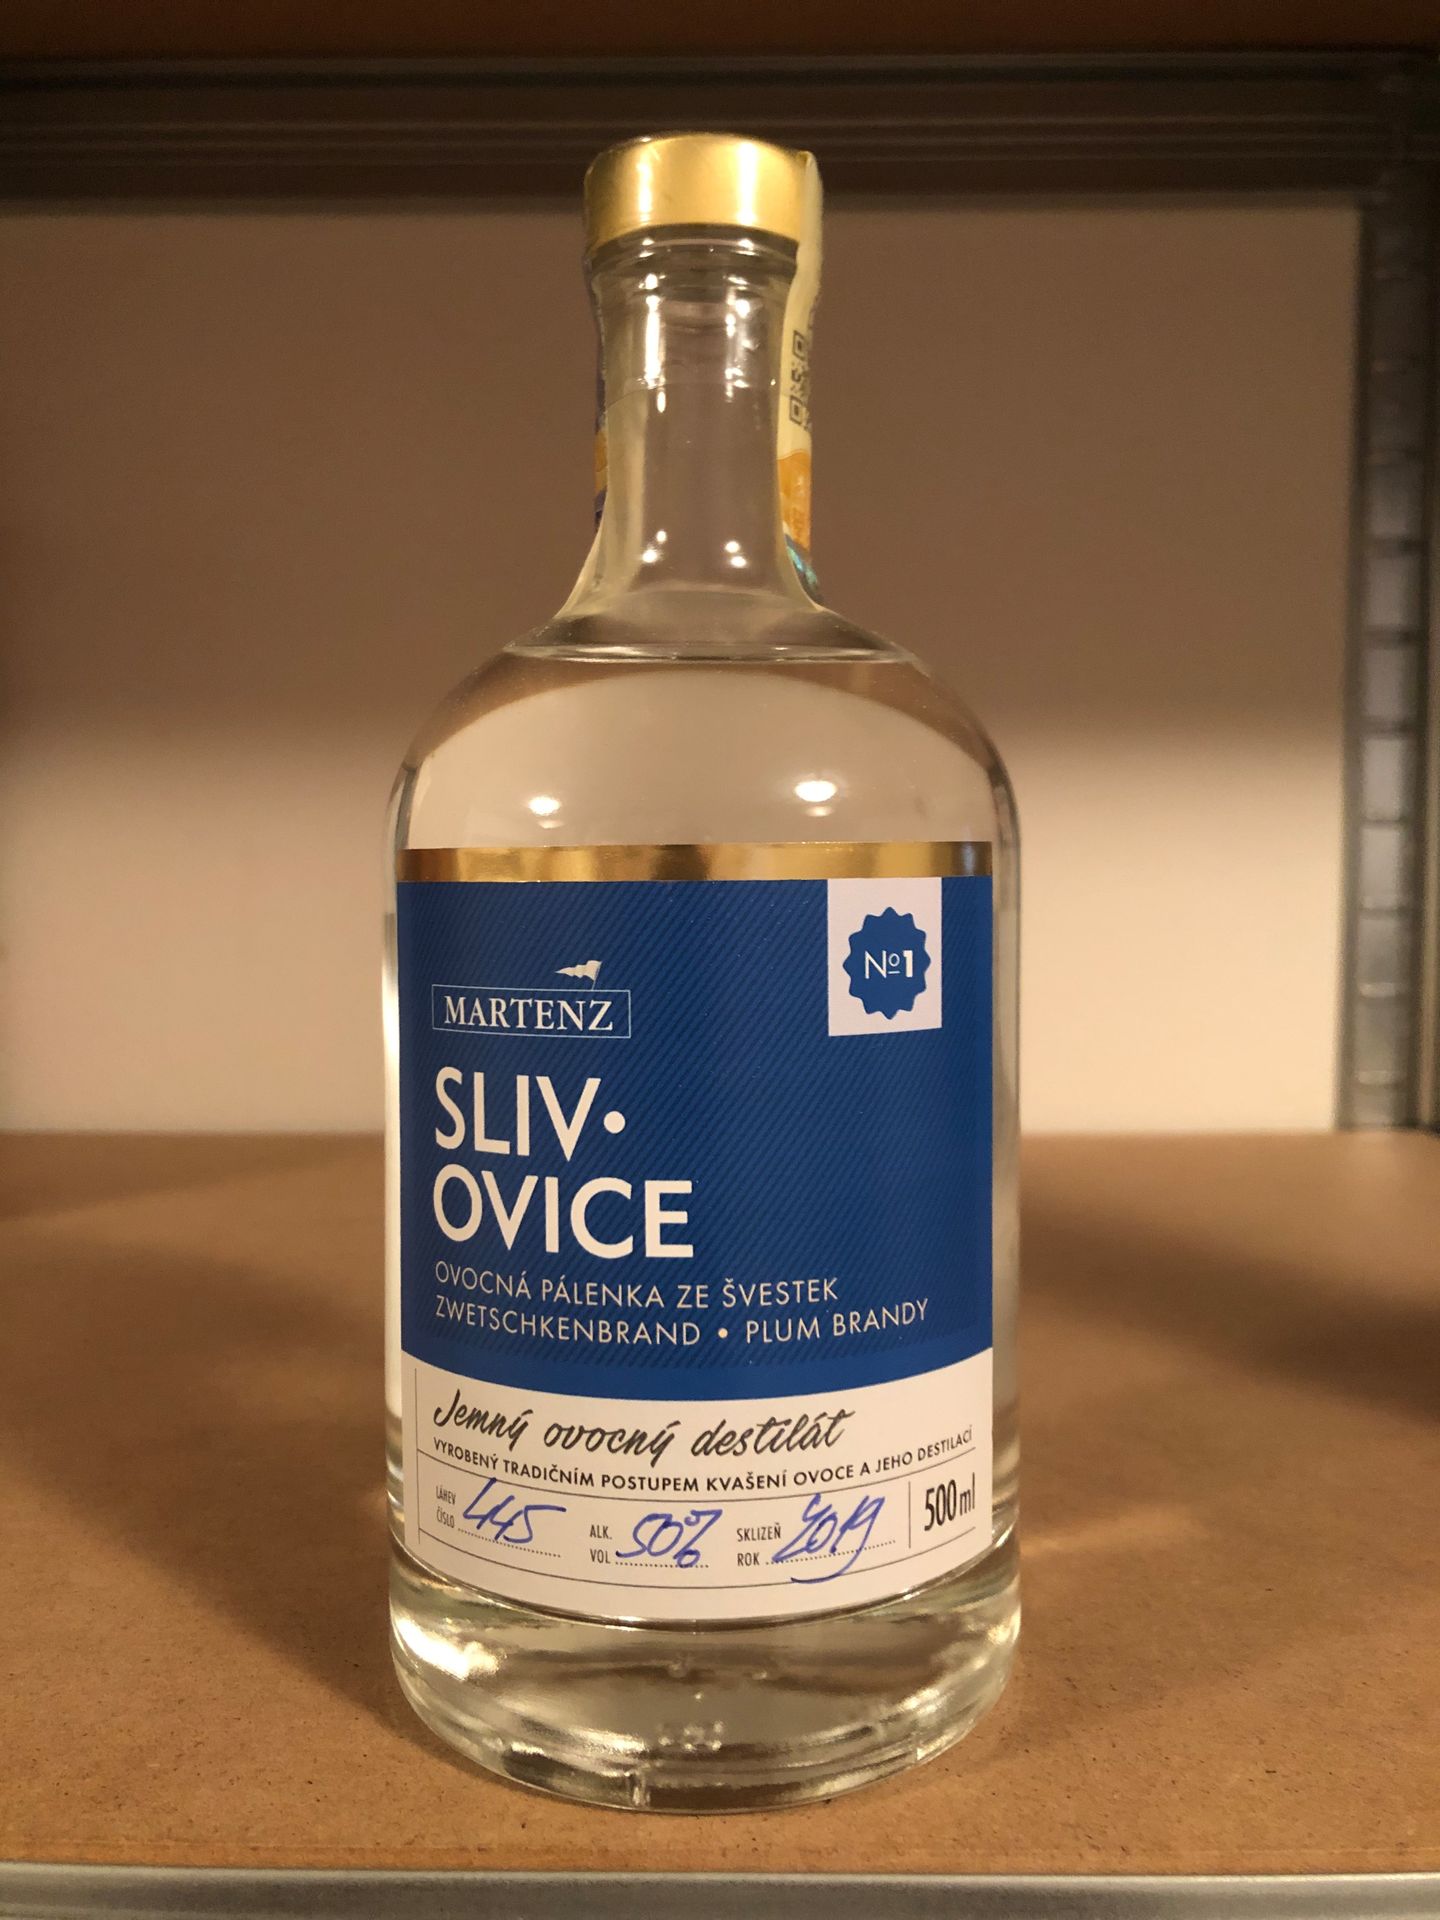 Nº1
MARTENZ
SLIV•
OVICE
OVOCNÁ PÁLENKA ZE ŠVESTEK
ZWETSCHKENBRAND • PLUM BRANDY
Jemný ovocný destilát
VYROBENÝ TRADIČNÍM POSTUPEM KVAŠENÍ OVOCE A JEHO DESTILACÍ
LÁHEV
ČÍSLO 445
ALK.
VOL 50%
SKLIZEŇ
ROK 2019
500 ml